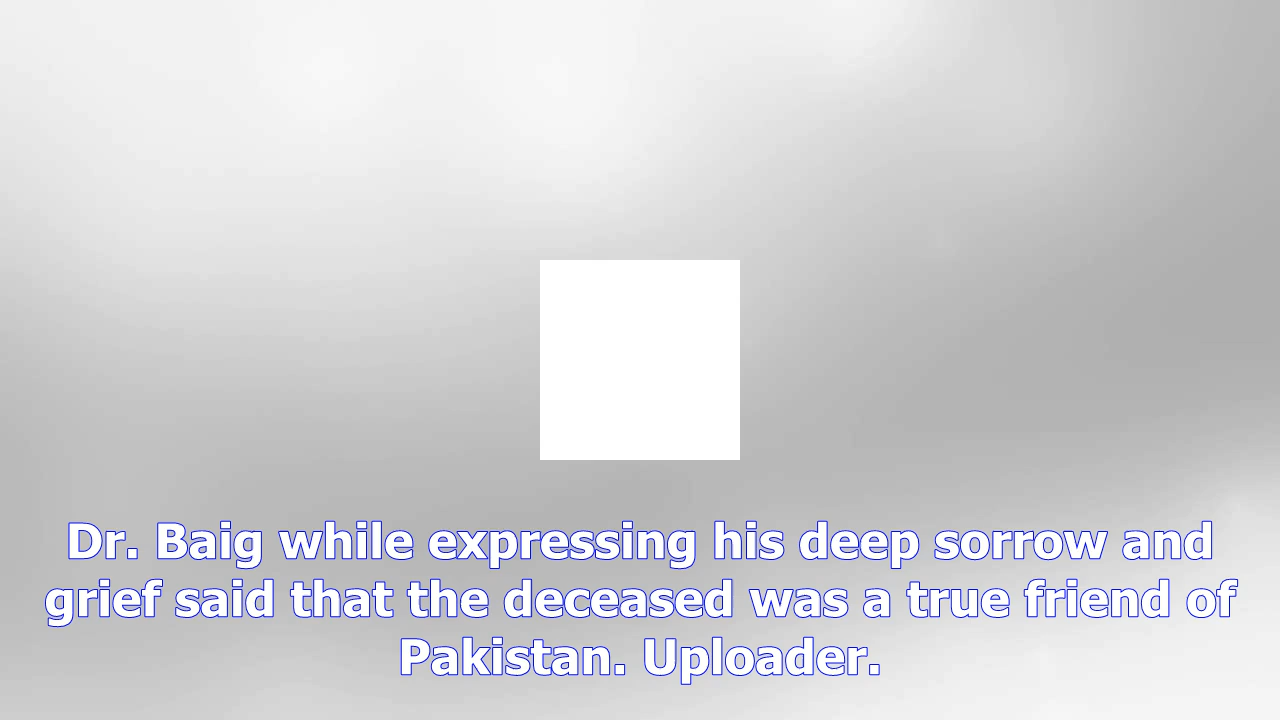 Dr. Baig while expressing his deep sorrow and
grief said that the deceased was a true friend of
Pakistan. Uploader.